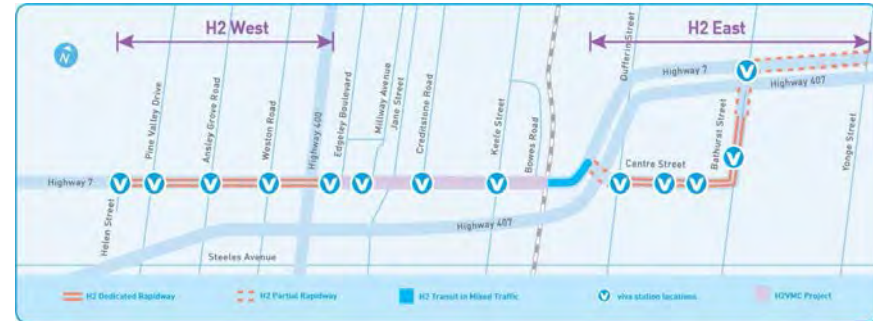 H2 West
H2 East
N
Pine Valley Drive
Ansley Grove Road
Weston Road
Highway 400
Edgeley Boulevard
Millway Avenue
Jane Street
Creditstone Road
Keele Street
Bowes Road
Dufferin Street
Highway 7
Highway 407
Centre Street
Bathurst Street
Yonge Street
Highway 7
Helen Street
Highway 407
Steeles Avenue
H2 Dedicated Rapidway
H2 Partial Rapidway
H2 Transit in Mixed Traffic
V viva station locations
H2VMC Project